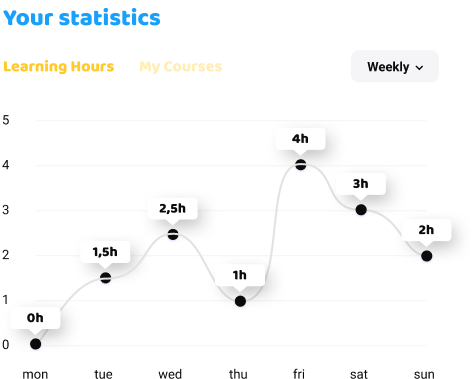 Your statistics
Learning Hours My Courses Weekly
5
4h
4
3h
3
2,5h
2h
2
1,5h
1h
1
0h
0
mon tue wed thu fri sat sun